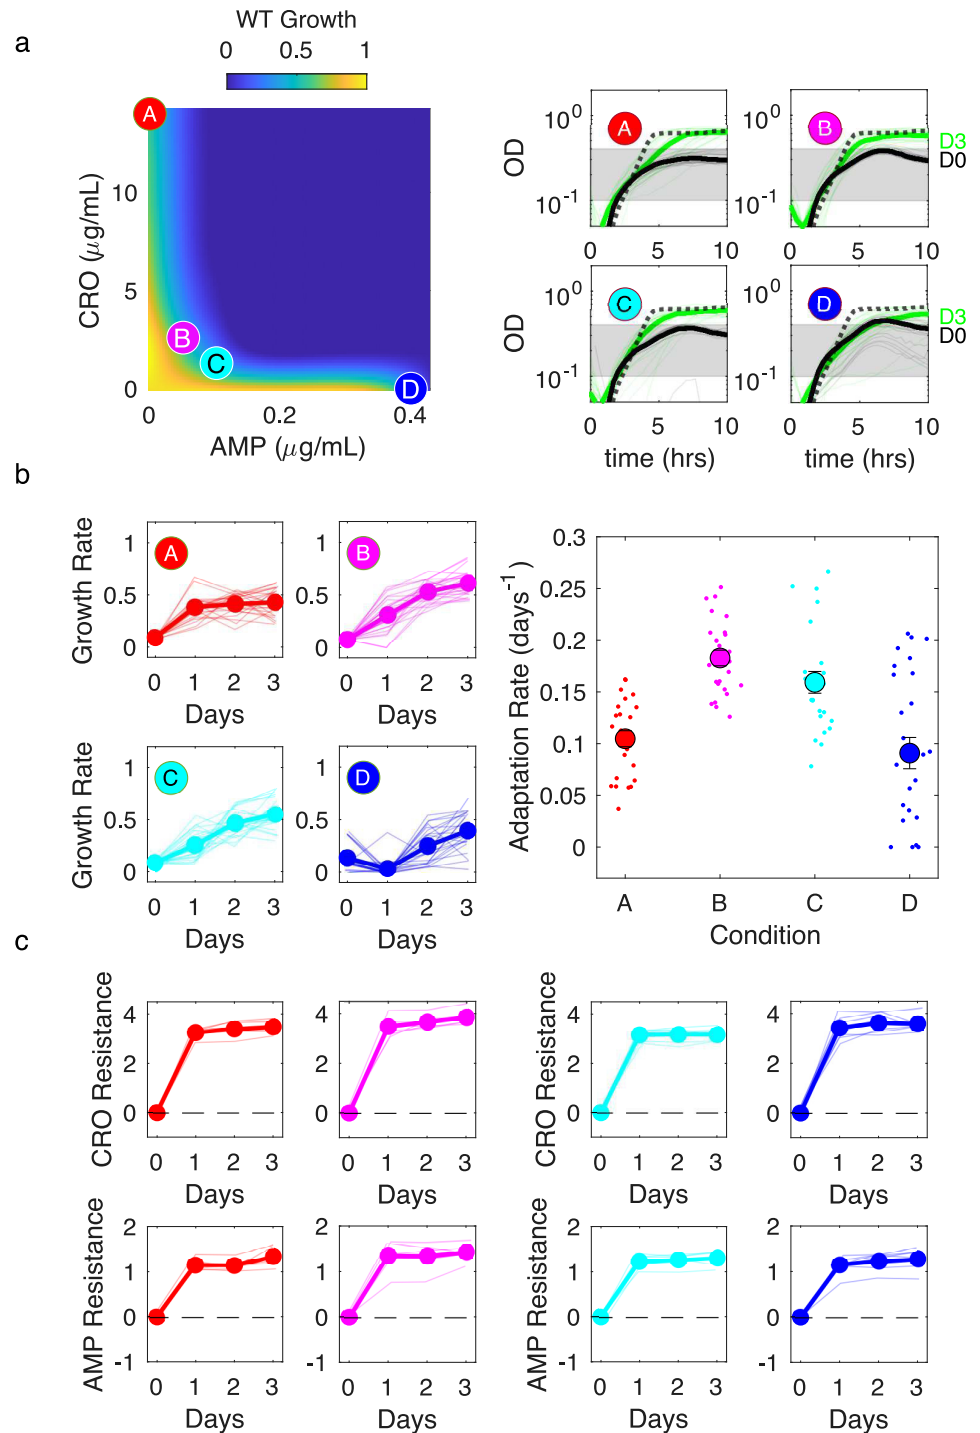 a
WT Growth
0 0.5 1
A
B
C
D
10
5
0
CRO (μg/mL)
0 0.2 0.4
AMP (μg/mL)
A
B
D3
D0
10^0
10^-1
OD
0 5 10
0 5 10
10^0
10^-1
10^0
10^-1
OD
C
D
D3
D0
10^0
10^-1
0 5 10
0 5 10
time (hrs)
time (hrs)
b
Growth Rate
1
0.5
0
A
0 1 2 3
Days
1
0.5
0
B
0 1 2 3
Days
Growth Rate
1
0.5
0
C
0 1 2 3
Days
1
0.5
0
D
0 1 2 3
Days
Adaptation Rate (days^-1)
0.3
0.25
0.2
0.15
0.1
0.05
0
A B C D
Condition
c
CRO Resistance
4
2
0
0 1 2 3
Days
4
2
0
0 1 2 3
Days
CRO Resistance
4
2
0
0 1 2 3
Days
4
2
0
0 1 2 3
Days
AMP Resistance
2
1
0
-1
0 1 2 3
Days
2
1
0
-1
0 1 2 3
Days
AMP Resistance
2
1
0
-1
0 1 2 3
Days
2
1
0
-1
0 1 2 3
Days